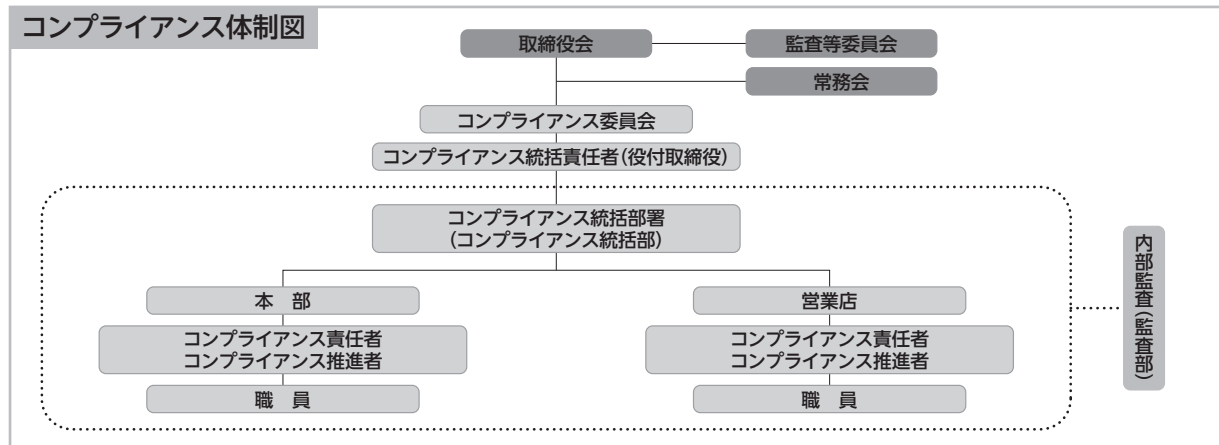 コンプライアンス体制図
取締役会
監査等委員会
常務会
コンプライアンス委員会
コンプライアンス統括責任者(役付取締役)
コンプライアンス統括部署
(コンプライアンス統括部)
本 部
営業店
コンプライアンス責任者
コンプライアンス推進者
コンプライアンス責任者
コンプライアンス推進者
職 員
職 員
内部監査(監査部)